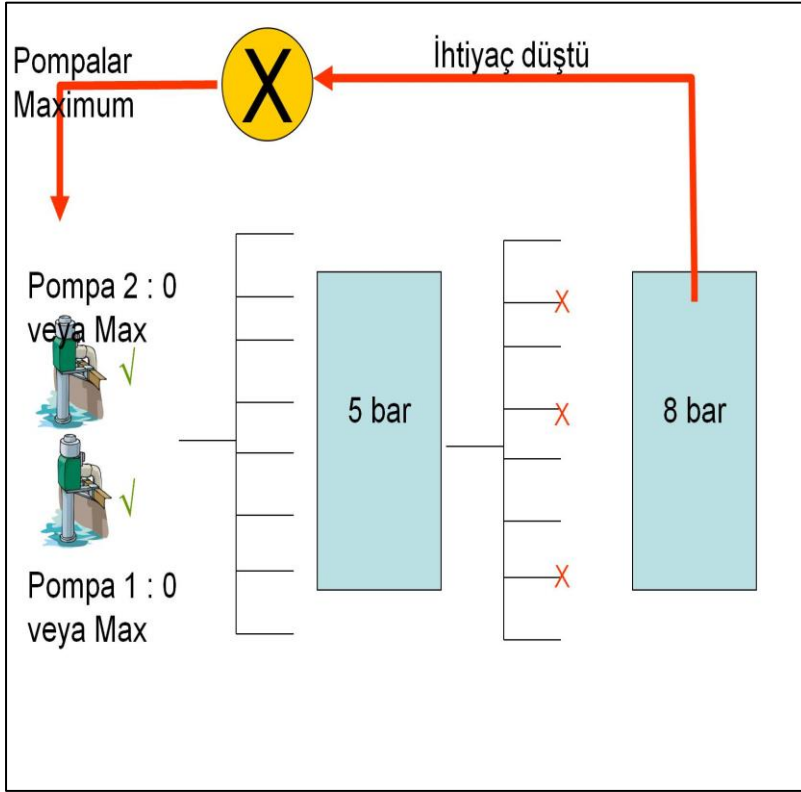 Pompalar
Maximum
X
İhtiyaç düştü
Pompa 2 : 0
veya Max
√
√
Pompa 1 : 0
veya Max
5 bar
X
X
X
8 bar